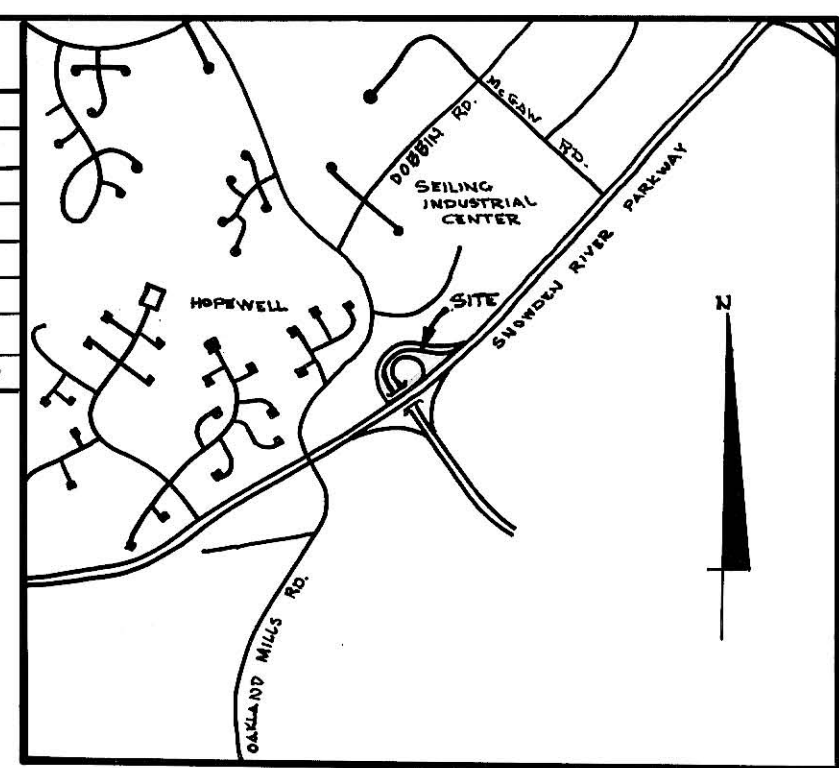 McGAW RD.
DOBBIN RD.
SEILING
INDUSTRIAL
CENTER
SNOWDEN RIVER PARKWAY
HOPEWELL
SITE
N
OAKLAND MILLS RD.